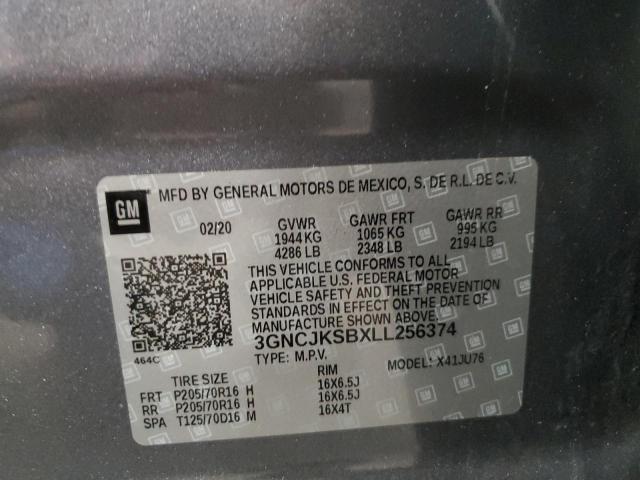 MFD BY GENERAL MOTORS DE MEXICO, S. DE R.L. DE C.V.
GM
02/20 GVWR GAWR FRT GAWR RR
1944 KG 1065 KG 995 KG
4286 LB 2348 LB 2194 LB
THIS VEHICLE CONFORMS TO ALL
APPLICABLE U.S. FEDERAL MOTOR
VEHICLE SAFETY AND THEFT PREVENTION
STANDARDS IN EFFECT ON THE DATE OF
MANUFACTURE SHOWN ABOVE.
464C 3GNCJKSBXLL256374
TYPE: M.P.V. MODEL: X41JU76
TIRE SIZE RIM
FRT P205/70R16 H 16X6.5J
RR P205/70R16 H 16X6.5J
SPA T125/70D16 M 16X4T